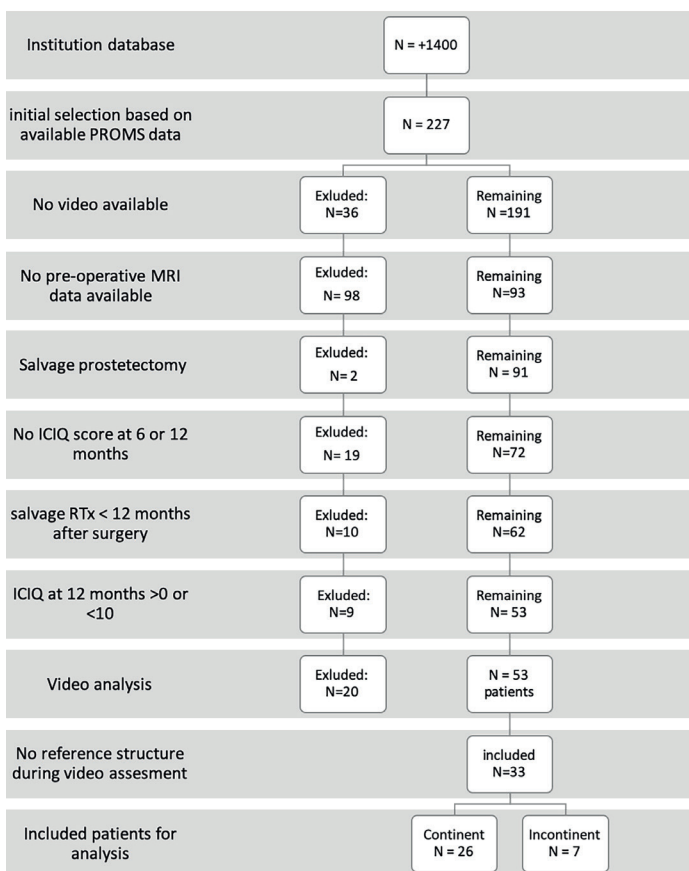 Institution database
N = +1400
initial selection based on
available PROMS data
N = 227
No video available
Exluded:
N=36
Remaining
N =191
No pre-operative MRI
data available
Exluded:
N= 98
Remaining
N=93
Salvage prostetectomy
Exluded:
N= 2
Remaining
N = 91
No ICIQ score at 6 or 12
months
Exluded:
N= 19
Remaining
N=72
salvage RTx < 12 months
after surgery
Exluded:
N=10
Remaining
N=62
ICIQ at 12 months >0 or
<10
Exluded:
N=9
Remaining
N= 53
Video analysis
Exluded:
N=20
N = 53
patients
No reference structure
during video assesment
included
N=33
Included patients for
analysis
Continent
N = 26
Incontinent
N = 7